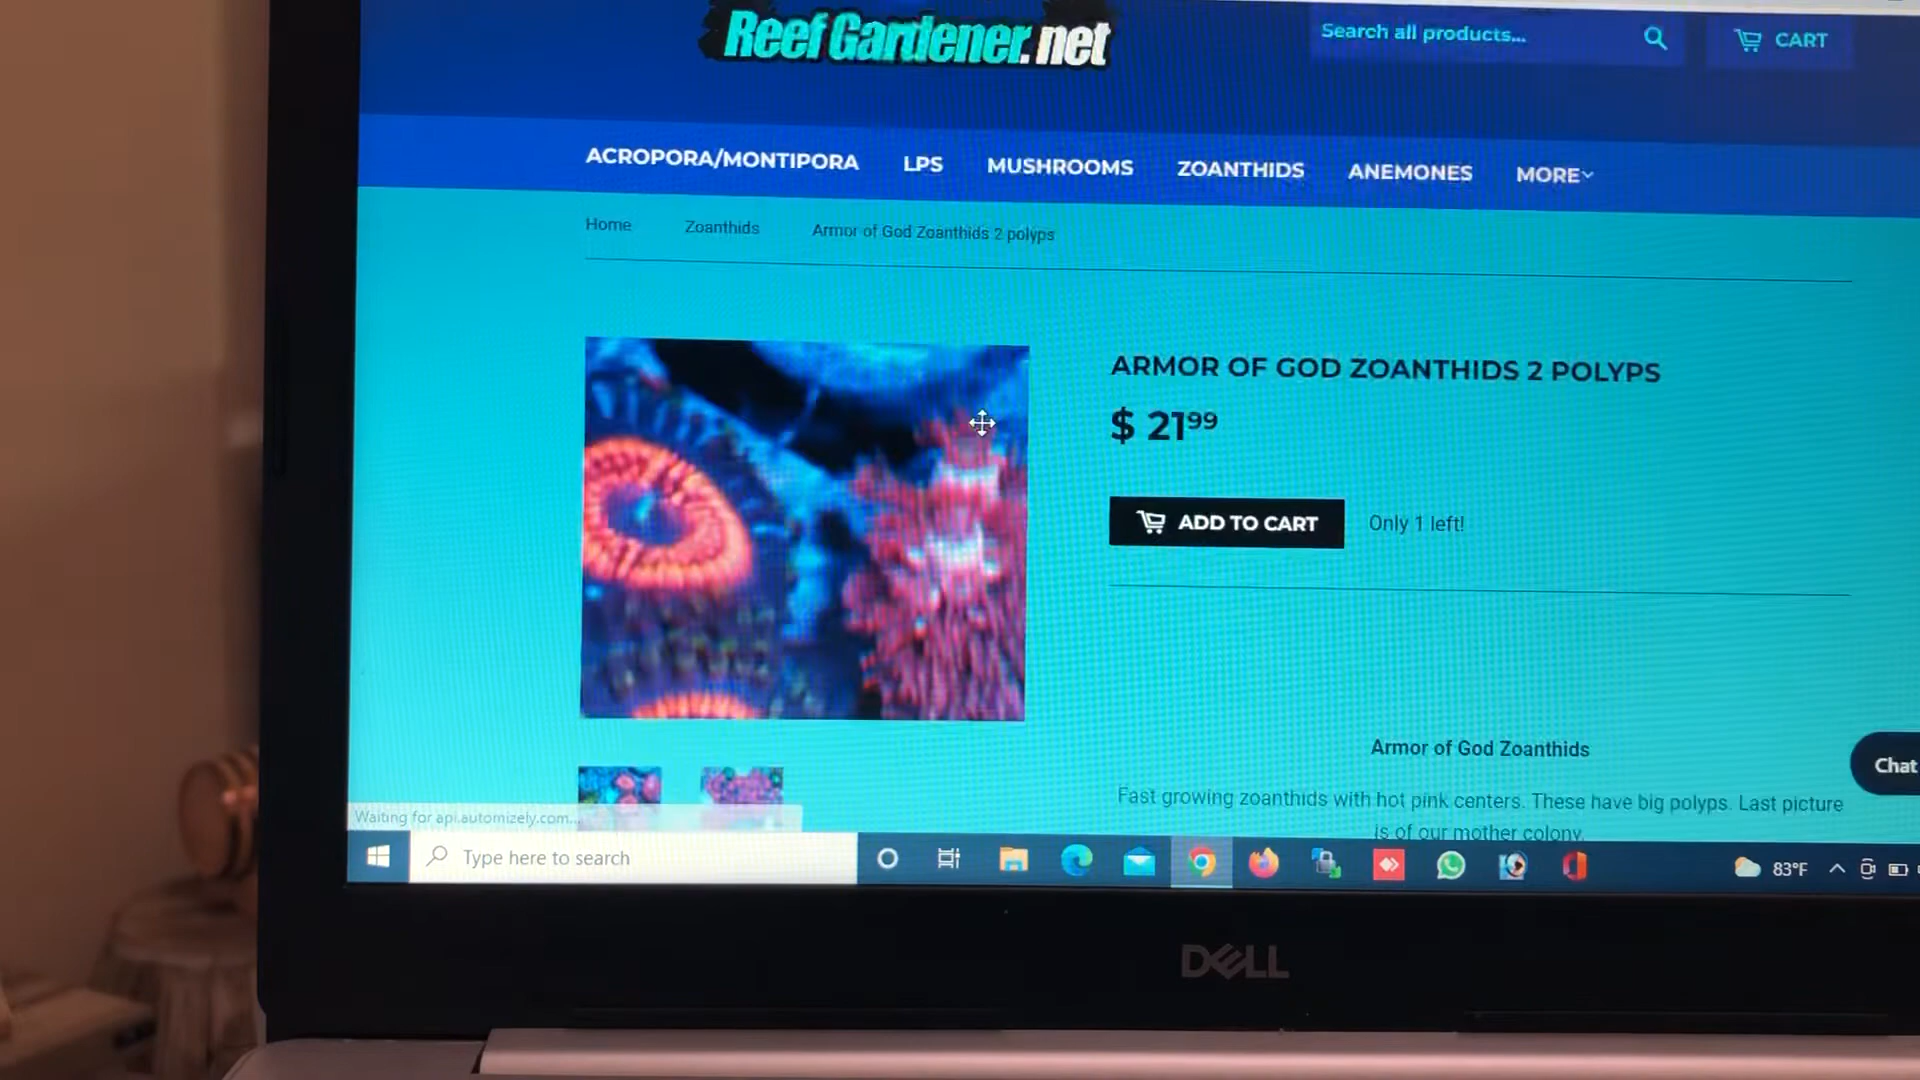 ReefGardener.net
Search all products...
CART
ACROPORA/MONTIPORA LPS MUSHROOMS ZOANTHIDS ANEMONES MORE
Home Zoanthids Armor of God Zoanthids 2 polyps
ARMOR OF GOD ZOANTHIDS 2 POLYPS
$ 21.99
ADD TO CART Only 1 left!
Armor of God Zoanthids
Chat
Fast growing zoanthids with hot pink centers. These have big polyps. Last picture
is of our mother colony.
Waiting for api.automizely.com...
Type here to search
83°F
DELL